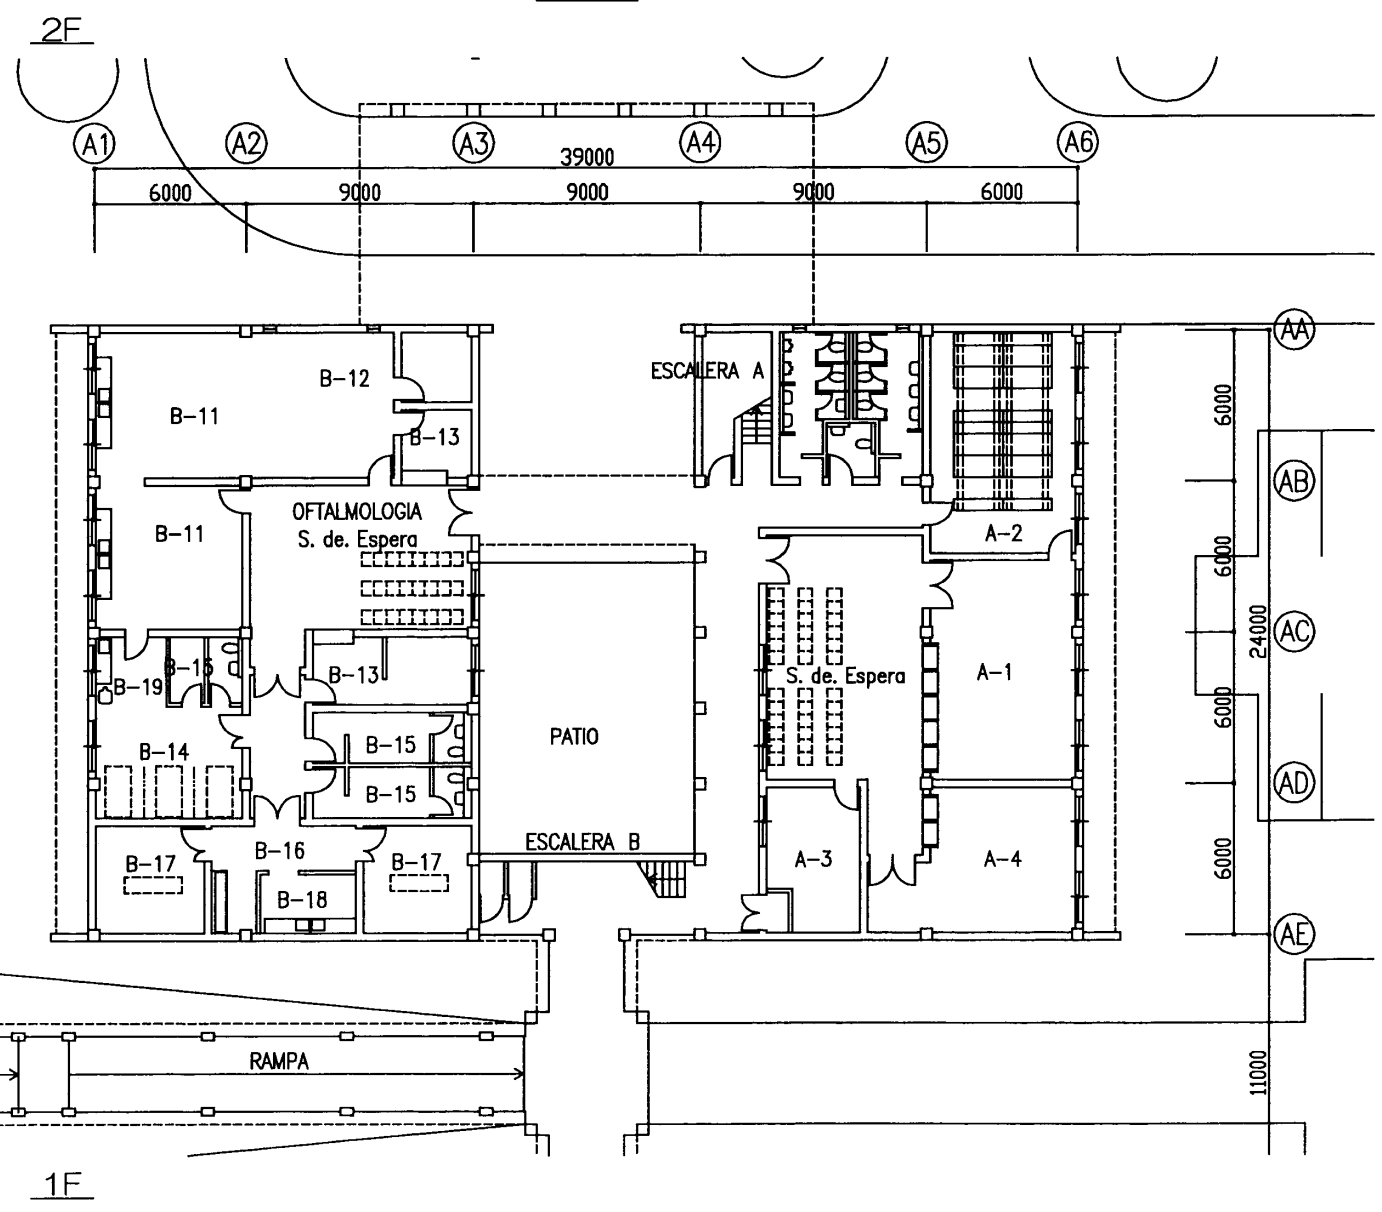 2F
A1 A2 A3 A4 A5 A6
39000
6000 9000 9000 9000 6000
AA
ESCALERA A
B-12
B-11
B-13
6000
AB
OFTALMOLOGIA
S. de. Espera
B-11
A-2
6000
24000
AC
B-15
B-13
B-19
S. de. Espera
A-1
6000
B-15
PATIO
B-14
AD
B-15
ESCALERA B
B-16
B-17
B-17
A-3
A-4
6000
B-18
AE
RAMPA
11000
1F